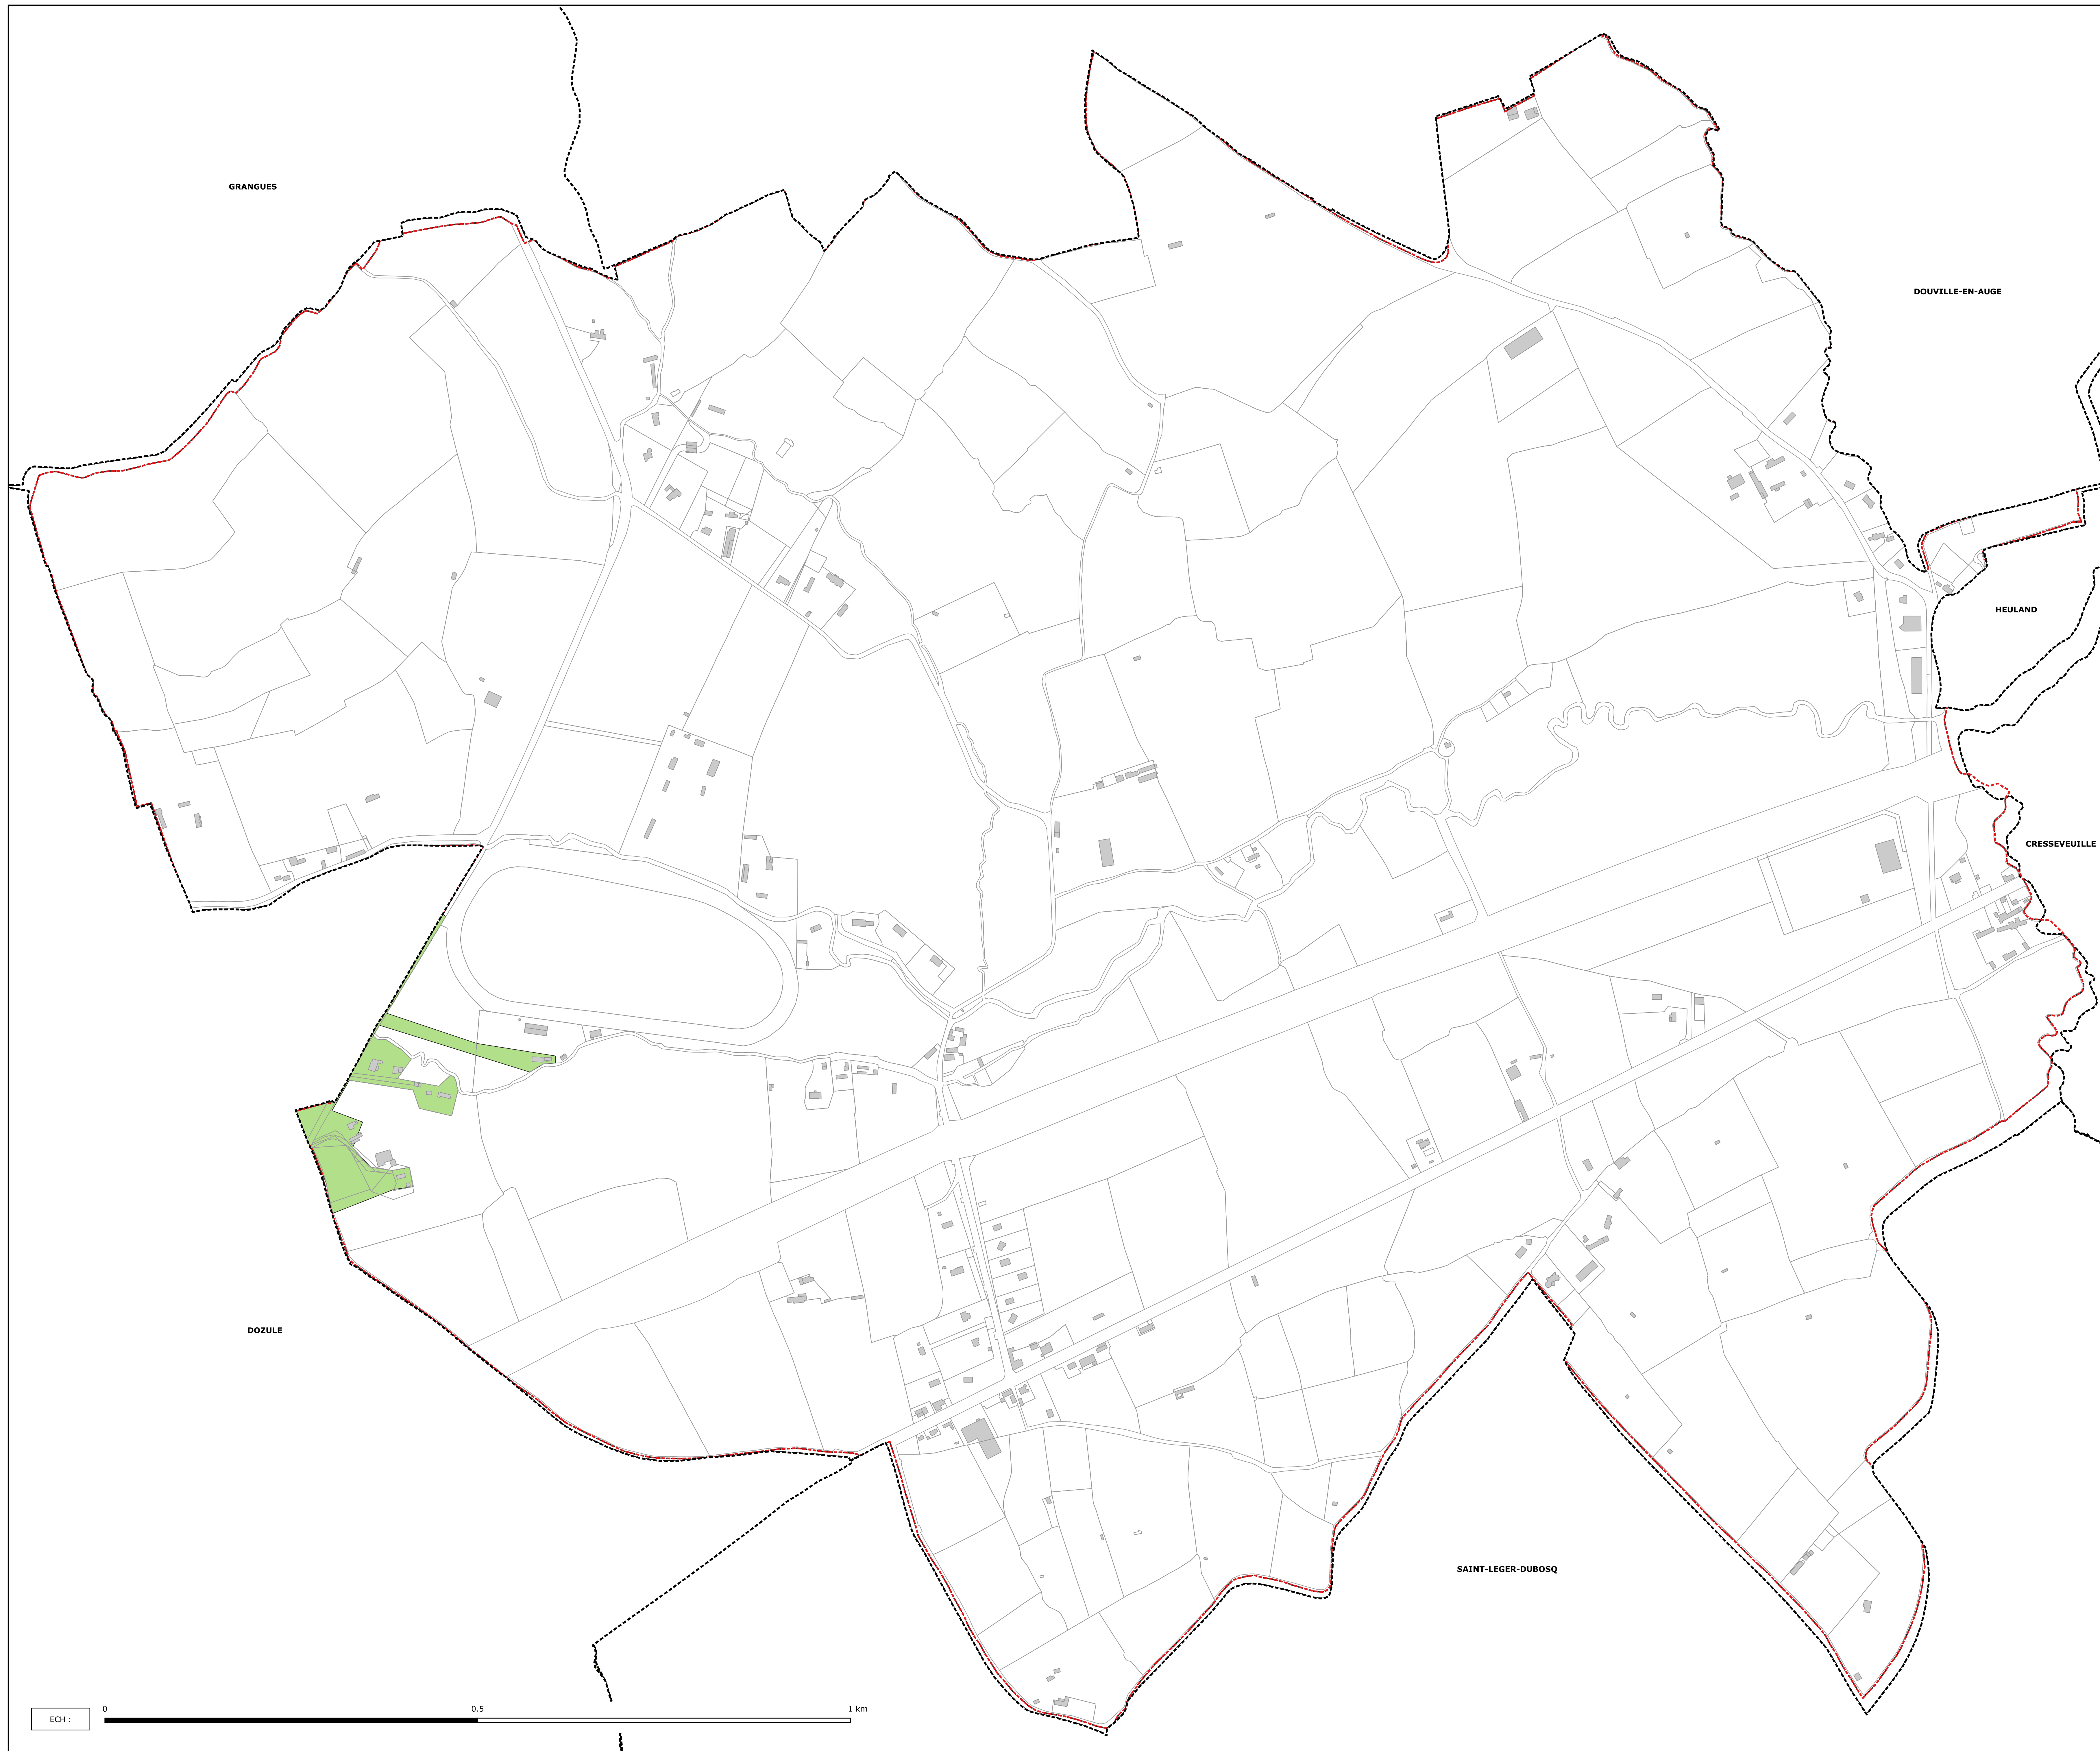 GRANGUES
DOUVILLE-EN-AUGE
HEULAND
CRESSEVEUILLE
DOZULE
SAINT-LEGER-DUBOSQ
ECH :
0 0.5 1 km